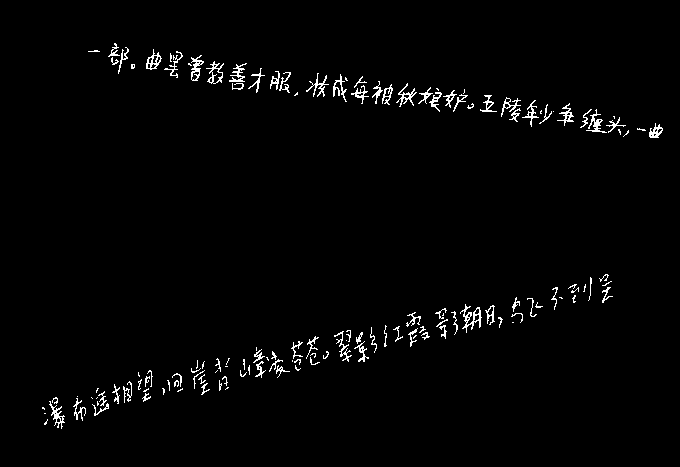 一部。曲罢曾教善才服，妆成每被秋娘妒。五陵年少争缠头，一曲
瀑布遥相望，回崖沓嶂凌苍苍。翠影红霞影朝日，鸟飞不到吴